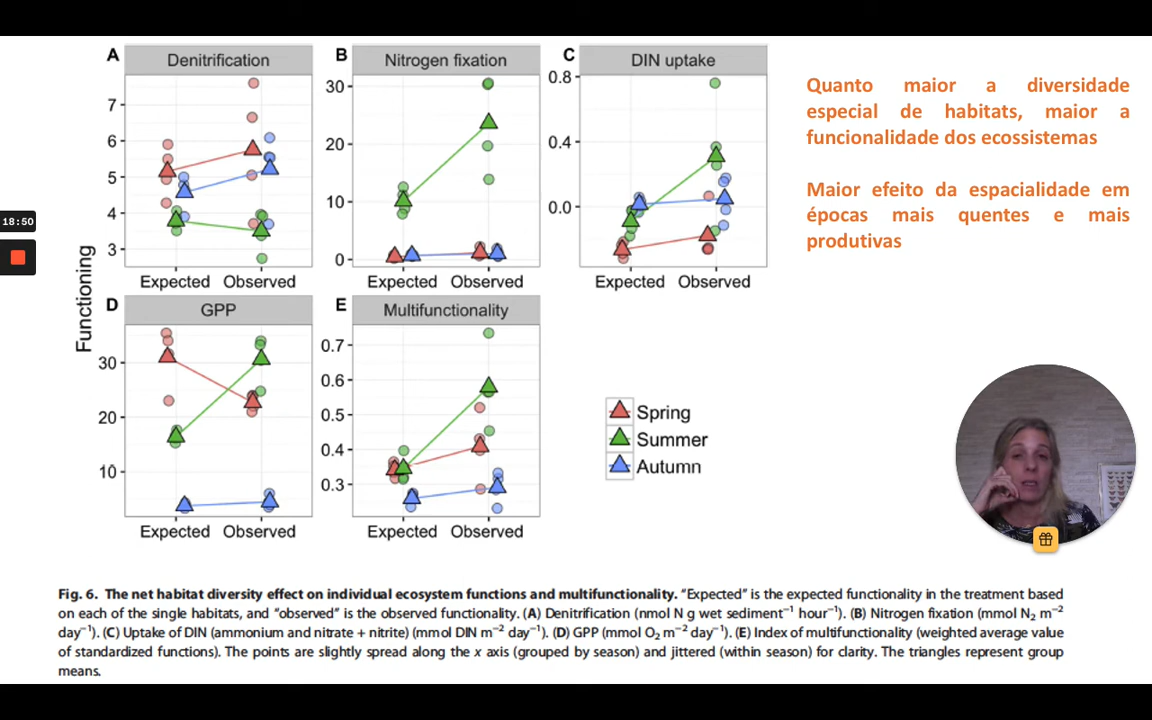 A Denitrification
7
6
5
4
3
Expected Observed
B Nitrogen fixation
30
20
10
0
Expected Observed
C DIN uptake
0.8
0.4
0.0
Expected Observed
Functioning
D GPP
30
20
10
Expected Observed
E Multifunctionality
0.7
0.6
0.5
0.4
0.3
Expected Observed
Spring
Summer
Autumn
Quanto maior a diversidade
especial de habitats, maior a
funcionalidade dos ecossistemas
Maior efeito da espacialidade em
épocas mais quentes e mais
produtivas
18:50
Fig. 6. The net habitat diversity effect on individual ecosystem functions and multifunctionality. “Expected” is the expected functionality in the treatment based
on each of the single habitats, and “observed” is the observed functionality. (A) Denitrification (nmol N g wet sediment⁻¹ hour⁻¹). (B) Nitrogen fixation (mmol N₂ m⁻²
day⁻¹). (C) Uptake of DIN (ammonium and nitrate + nitrite) (mmol DIN m⁻² day⁻¹). (D) GPP (mmol O₂ m⁻² day⁻¹). (E) Index of multifunctionality (weighted average value
of standardized functions). The points are slightly spread along the x axis (grouped by season) and jittered (within season) for clarity. The triangles represent group
means.